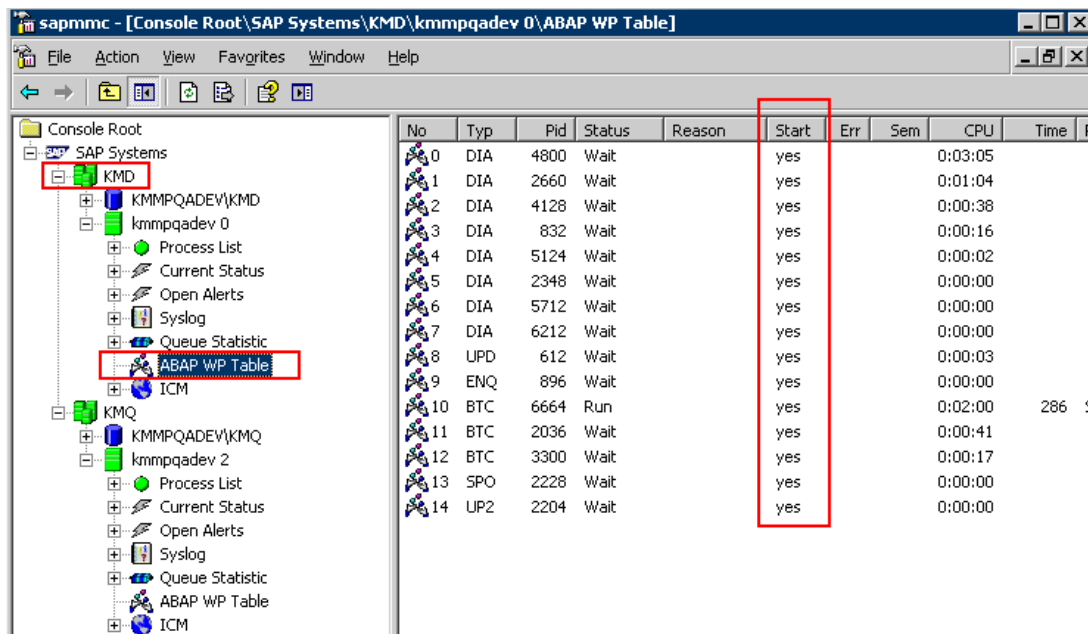 sapmmc - [Console Root\SAP Systems\KMD\kmmpqadev 0\ABAP WP Table]
File Action View Favorites Window Help
Console Root
SAP SAP Systems
KMD
KMMPQADEV\KMD
kmmpqadev 0
Process List
Current Status
Open Alerts
Syslog
Queue Statistic
ABAP WP Table
ICM
KMQ
KMMPQADEV\KMQ
kmmpqadev 2
Process List
Current Status
Open Alerts
Syslog
Queue Statistic
ABAP WP Table
ICM
No Typ Pid Status Reason Start Err Sem CPU Time
0 DIA 4800 Wait yes 0:03:05
1 DIA 2660 Wait yes 0:01:04
2 DIA 4128 Wait yes 0:00:38
3 DIA 832 Wait yes 0:00:16
4 DIA 5124 Wait yes 0:00:02
5 DIA 2348 Wait yes 0:00:00
6 DIA 5712 Wait yes 0:00:00
7 DIA 6212 Wait yes 0:00:00
8 UPD 612 Wait yes 0:00:03
9 ENQ 896 Wait yes 0:00:00
10 BTC 6664 Run yes 0:02:00 286
11 BTC 2036 Wait yes 0:00:41
12 BTC 3300 Wait yes 0:00:17
13 SPO 2228 Wait yes 0:00:00
14 UP2 2204 Wait yes 0:00:00